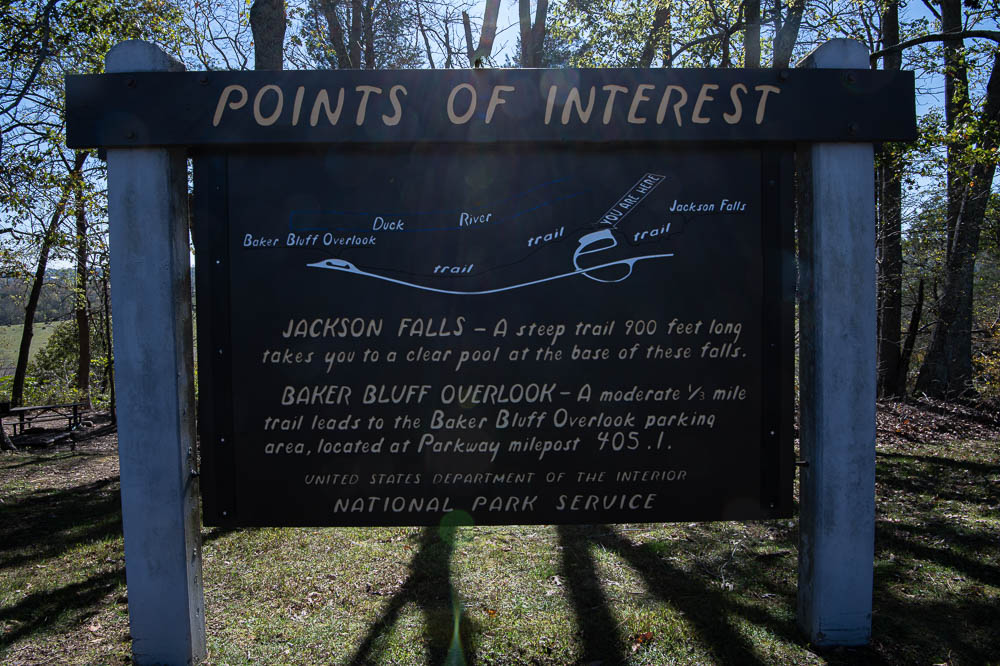 POINTS OF INTEREST
YOU ARE HERE
Duck River
Jackson Falls
Baker Bluff Overlook
trail
trail
trail
JACKSON FALLS – A steep trail 900 feet long
takes you to a clear pool at the base of these falls.
BAKER BLUFF OVERLOOK – A moderate ⅓ mile
trail leads to the Baker Bluff Overlook parking
area, located at Parkway milepost 405.1.
UNITED STATES DEPARTMENT OF THE INTERIOR
NATIONAL PARK SERVICE